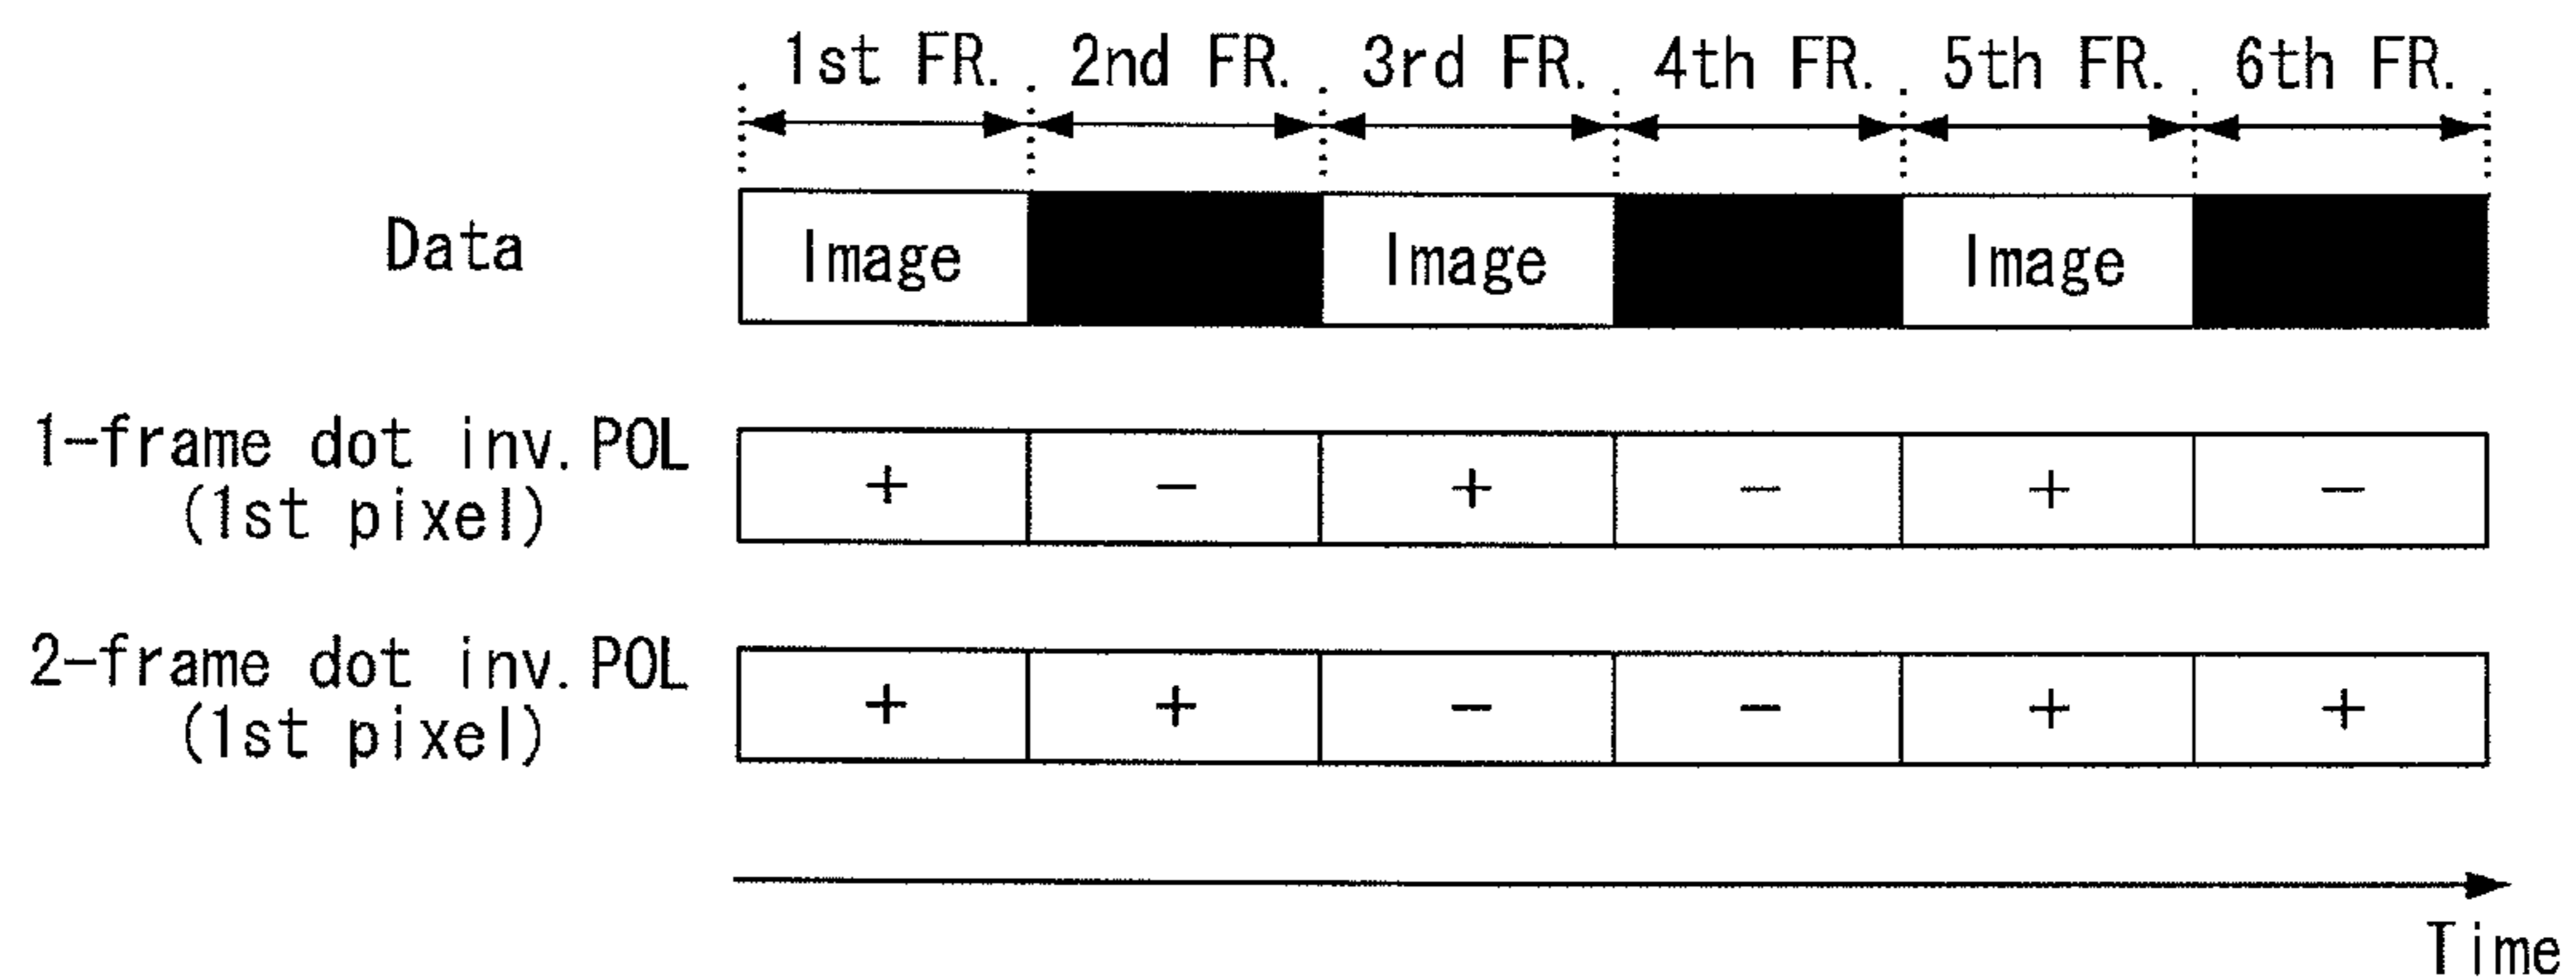 1st FR. 2nd FR. 3rd FR. 4th FR. 5th FR. 6th FR.
Data Image Image Image
1-frame dot inv. POL
(1st pixel)
+ − + − + −
2-frame dot inv. POL
(1st pixel)
+ + − − + +
Time